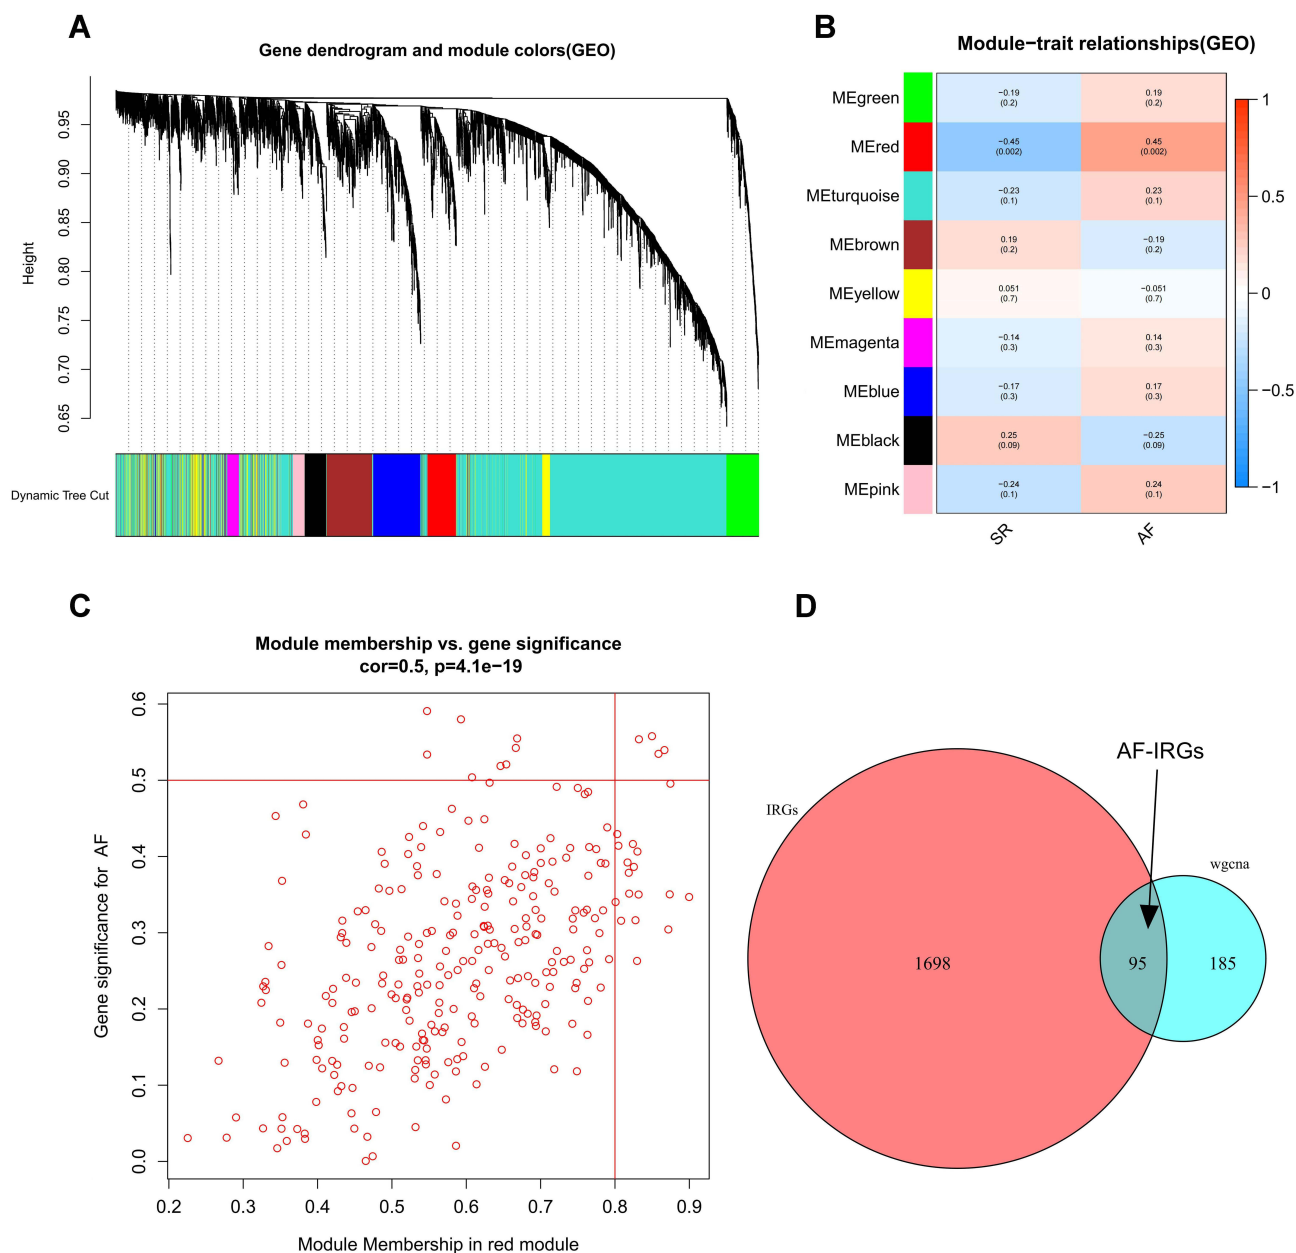 A
Gene dendrogram and module colors(GEO)
Height
0.95
0.90
0.85
0.80
0.75
0.70
0.65
Dynamic Tree Cut
B
Module−trait relationships(GEO)
MEgreen
−0.19
(0.2)
0.19
(0.2)
MEred
−0.45
(0.002)
0.45
(0.002)
MEturquoise
−0.23
(0.1)
0.23
(0.1)
MEbrown
0.19
(0.2)
−0.19
(0.2)
MEyellow
0.051
(0.7)
−0.051
(0.7)
MEmagenta
−0.14
(0.3)
0.14
(0.3)
MEblue
−0.17
(0.3)
0.17
(0.3)
MEblack
0.25
(0.09)
−0.25
(0.09)
MEpink
−0.24
(0.1)
0.24
(0.1)
SR
AF
1
0.5
0
−0.5
−1
C
Module membership vs. gene significance
cor=0.5, p=4.1e−19
Gene significance for AF
0.6
0.5
0.4
0.3
0.2
0.1
0.0
0.2 0.3 0.4 0.5 0.6 0.7 0.8 0.9
Module Membership in red module
D
AF-IRGs
IRGs
wgcna
1698
95
185